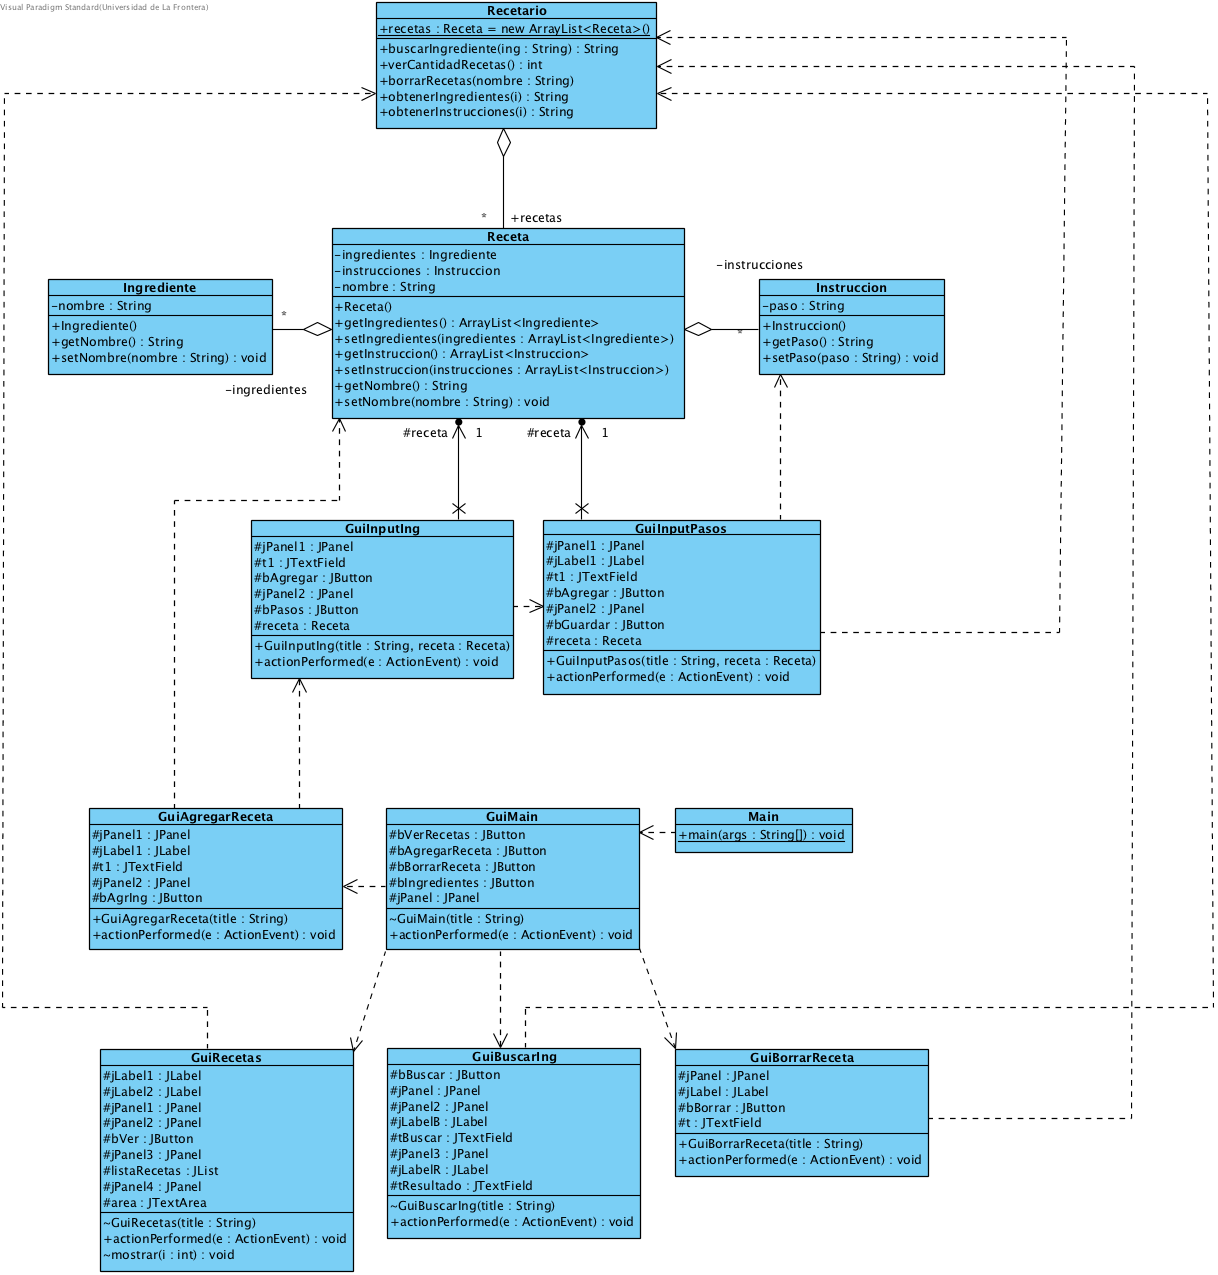 Visual Paradigm Standard(Universidad de La Frontera)
Recetario
+recetas : Receta = new ArrayList<Receta>()
+buscarIngrediente(ing : String) : String
+verCantidadRecetas() : int
+borrarRecetas(nombre : String)
+obtenerIngredientes(i) : String
+obtenerInstrucciones(i) : String
*
+recetas
Receta
-ingredientes : Ingrediente
-instrucciones : Instruccion
-nombre : String
+Receta()
+getIngedientes() : ArrayList<Ingrediente>
+setIngedientes(ingredientes : ArrayList<Ingrediente>)
+getInstruccion() : ArrayList<Instruccion>
+setInstruccion(instrucciones : ArrayList<Instruccion>)
+getNombre() : String
+setNombre(nombre : String) : void
-instrucciones
Ingrediente
-nombre : String
+Ingrediente()
+getNombre() : String
+setNombre(nombre : String) : void
*
-ingredientes
Instruccion
-paso : String
+Instruccion()
+getPaso() : String
+setPaso(paso : String) : void
*
#receta
1
#receta
1
GuiInputIng
#jPanel1 : JPanel
#t1 : JTextField
#bAgregar : JButton
#jPanel2 : JPanel
#bPasos : JButton
#receta : Receta
+GuiInputIng(title : String, receta : Receta)
+actionPerformed(e : ActionEvent) : void
GuiInputPasos
#jPanel1 : JPanel
#jLabel1 : JLabel
#t1 : JTextField
#bAgregar : JButton
#jPanel2 : JPanel
#bGuardar : JButton
#receta : Receta
+GuiInputPasos(title : String, receta : Receta)
+actionPerformed(e : ActionEvent) : void
GuiAgregarReceta
#jPanel1 : JPanel
#jLabel1 : JLabel
#t1 : JTextField
#jPanel2 : JPanel
#bAgrIng : JButton
+GuiAgregarReceta(title : String)
+actionPerformed(e : ActionEvent) : void
GuiMain
#bVerRecetas : JButton
#bAgregarReceta : JButton
#bBorrarReceta : JButton
#bIngredientes : JButton
#jPanel : JPanel
~GuiMain(title : String)
+actionPerformed(e : ActionEvent) : void
Main
+main(args : String[]) : void
GuiRecetas
#jLabel1 : JLabel
#jLabel2 : JLabel
#jPanel1 : JPanel
#jPanel2 : JPanel
#bVer : JButton
#jPanel3 : JPanel
#listaRecetas : JList
#jPanel4 : JPanel
#area : JTextArea
~GuiRecetas(title : String)
+actionPerformed(e : ActionEvent) : void
~mostrar(i : int) : void
GuiBuscarIng
#bBuscar : JButton
#jPanel : JPanel
#jPanel2 : JPanel
#jLabelB : JLabel
#tBuscar : JTextField
#jPanel3 : JPanel
#jLabelR : JLabel
#tResultado : JTextField
~GuiBuscarIng(title : String)
+actionPerformed(e : ActionEvent) : void
GuiBorrarReceta
#jPanel : JPanel
#jLabel : JLabel
#bBorrar : JButton
#t : JTextField
+GuiBorrarReceta(title : String)
+actionPerformed(e : ActionEvent) : void